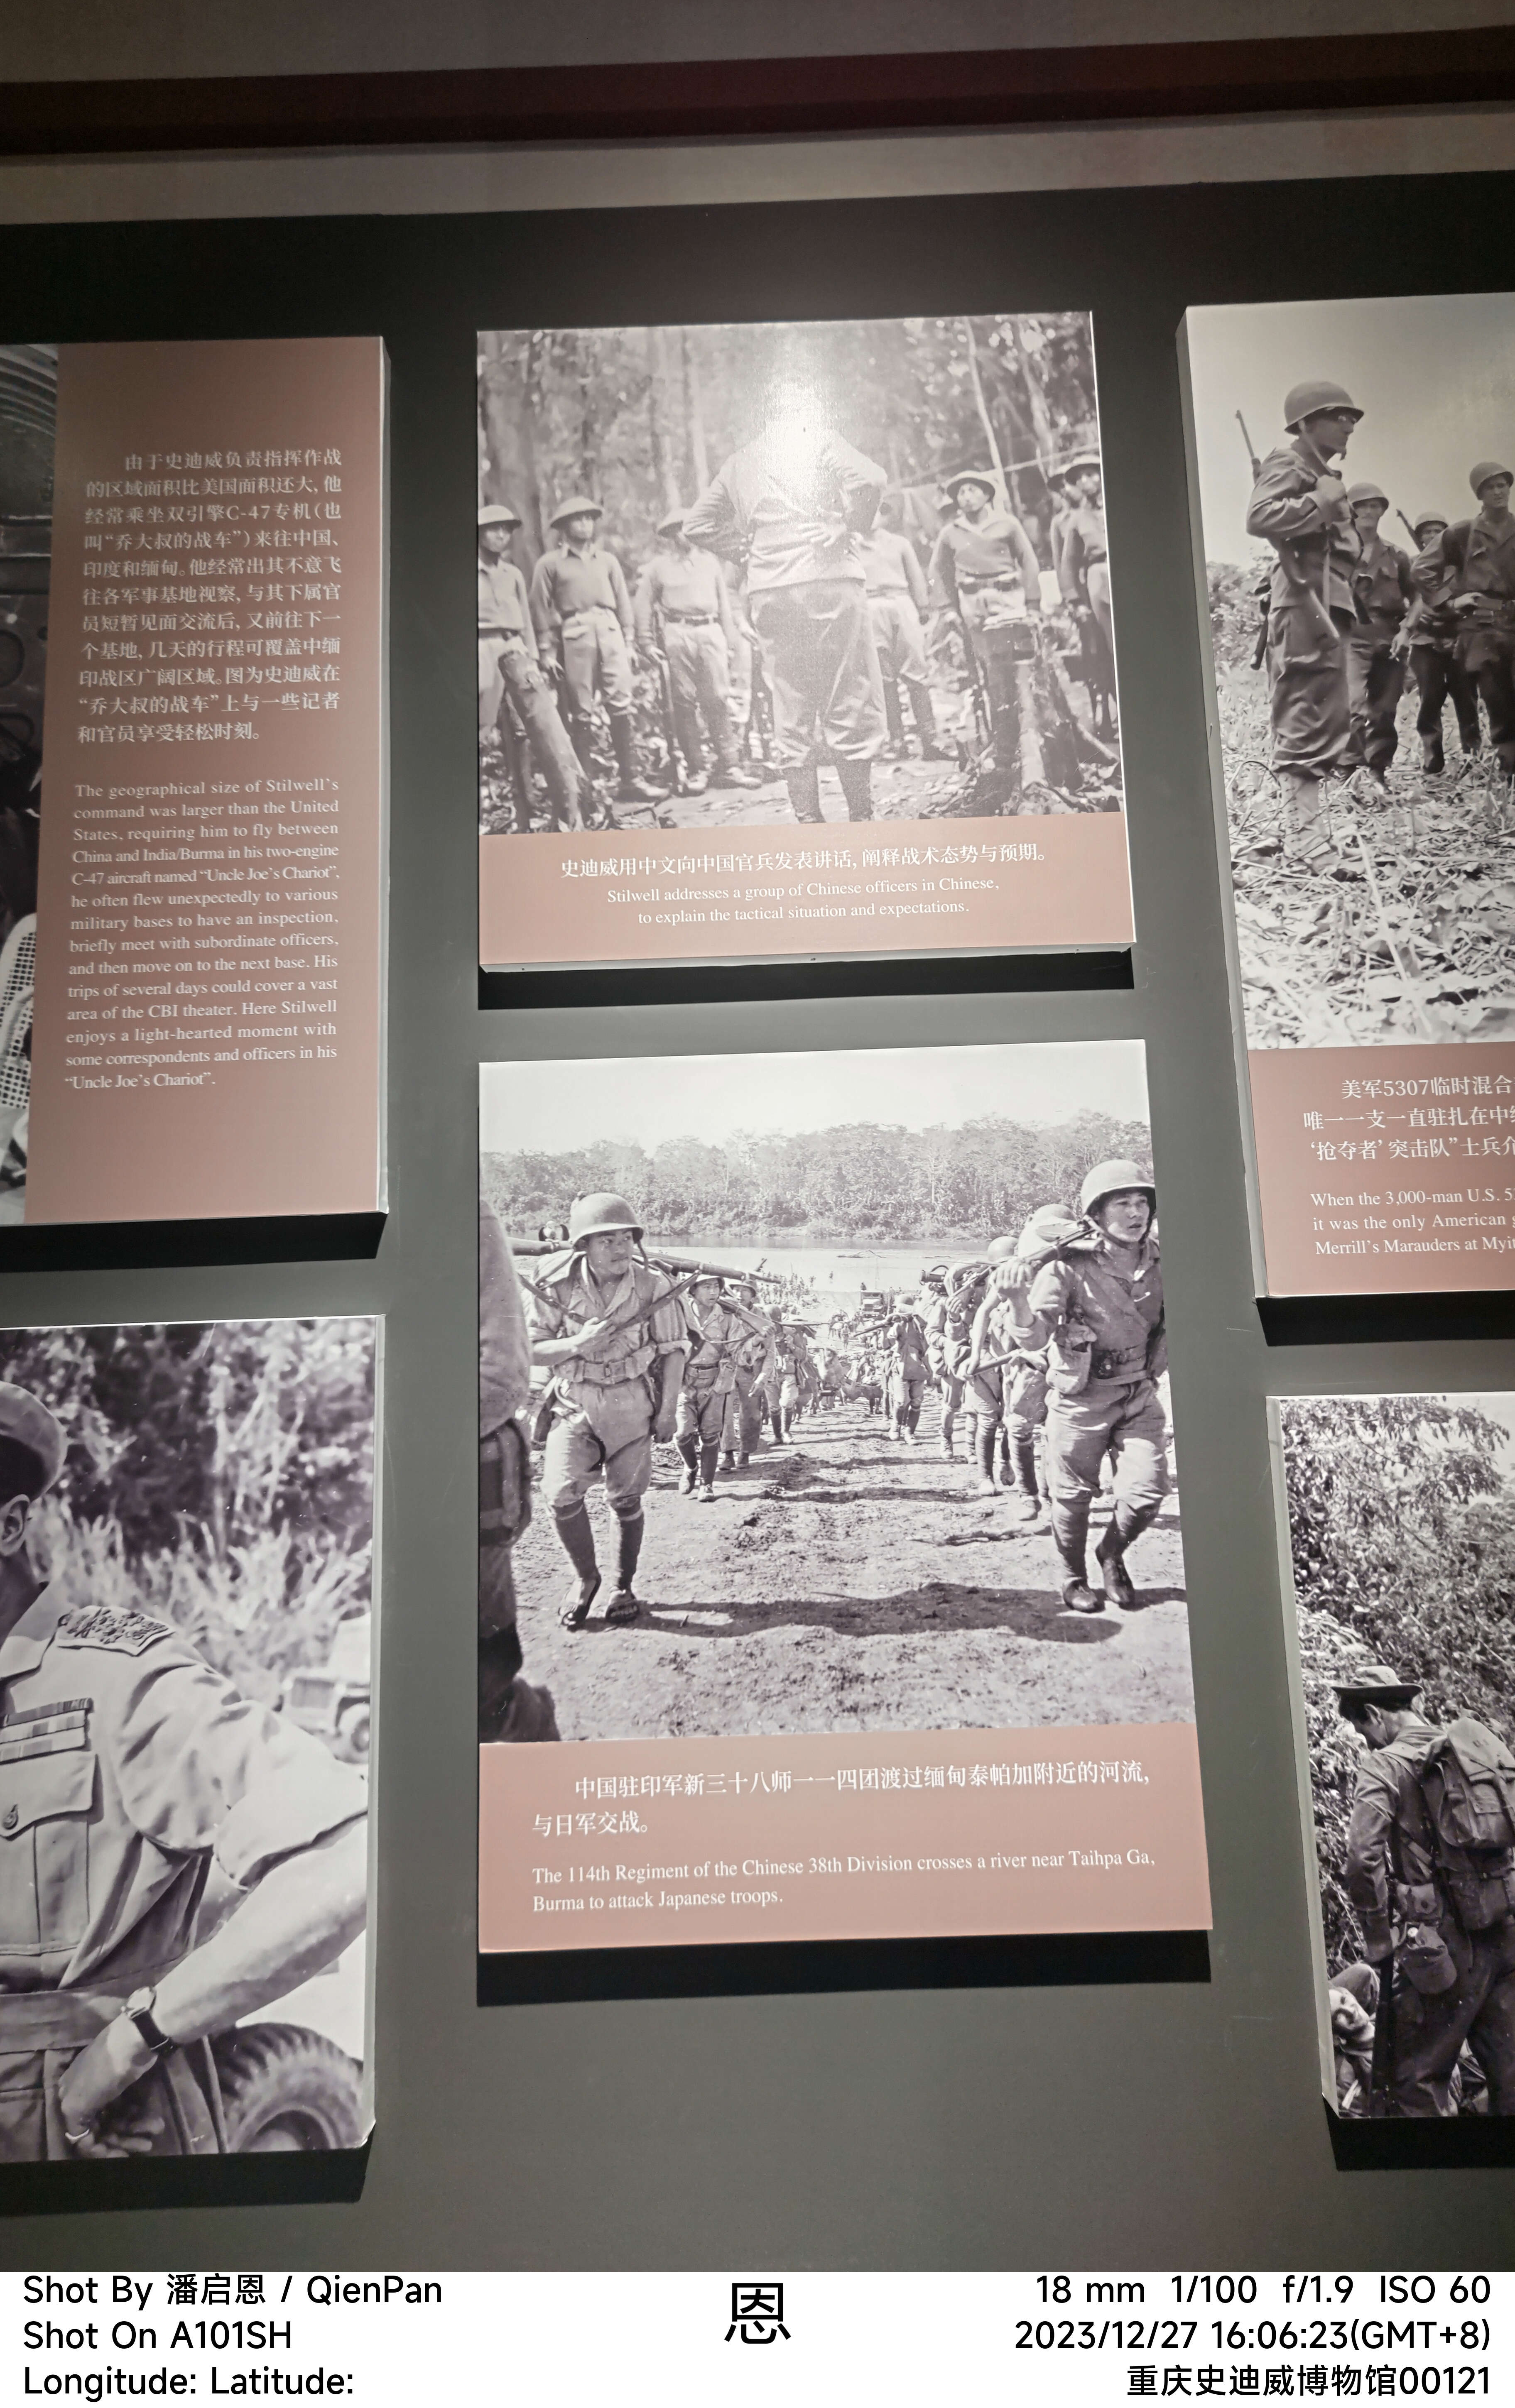 由于史迪威负责指挥作战
的区域面积比美国面积还大，他
经常乘坐双引擎C-47专机（也
叫“乔大叔的战车”）来往中国、
印度和缅甸。他经常出其不意飞
往各军事基地视察，与其下属官
员短暂见面交流后，又前往下一
个基地，几天的行程可覆盖中缅
印战区广阔区域。图为史迪威在
“乔大叔的战车”上与一些记者
和官员享受轻松时刻。
The geographical size of Stilwell's
command was larger than the United
States, requiring him to fly between
China and India/Burma in his two-engine
C-47 aircraft named “Uncle Joe's Chariot”,
he often flew unexpectedly to various
military bases to have an inspection,
briefly meet with subordinate officers,
and then move on to the next base. His
trips of several days could cover a vast
area of the CBI theater. Here Stilwell
enjoys a light-hearted moment with
some correspondents and officers in his
“Uncle Joe's Chariot”.
史迪威用中文向中国官兵发表讲话，阐释战术态势与预期。
Stilwell addresses a group of Chinese officers in Chinese,
to explain the tactical situation and expectations.
中国驻印军新三十八师一一四团渡过缅甸泰帕加附近的河流，
与日军交战。
The 114th Regiment of the Chinese 38th Division crosses a river near Taihpa Ga,
Burma to attack Japanese troops.
美军5307临时混合
唯一一支一直驻扎在中缅
‘抢夺者’突击队”士兵介
When the 3,000-man U.S. 5
it was the only American
Merrill's Marauders at Myit
Shot By 潘启恩 / QienPan
Shot On A101SH
Longitude: Latitude:
恩
18 mm 1/100 f/1.9 ISO 60
2023/12/27 16:06:23(GMT+8)
重庆史迪威博物馆00121